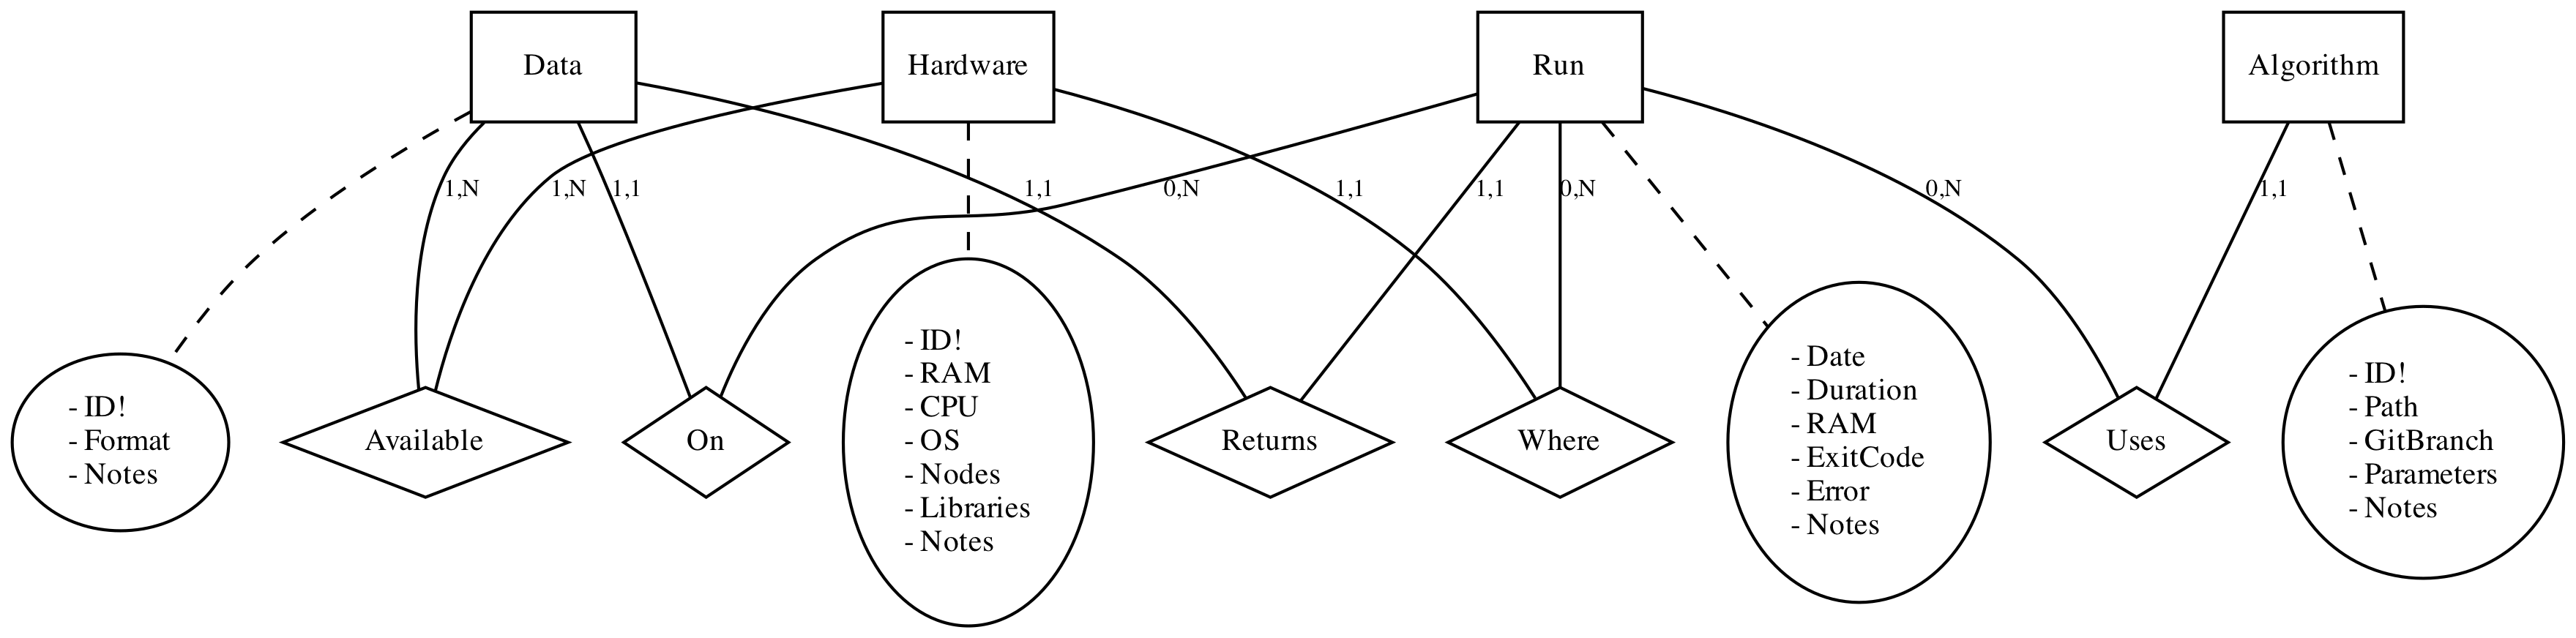 Data
Hardware
Run
Algorithm
1,N
1,N
1,1
1,1
0,N
1,1
1,1
0,N
0,N
1,1
- ID!
- Format
- Notes
Available
On
- ID!
- RAM
- CPU
- OS
- Nodes
- Libraries
- Notes
Returns
Where
- Date
- Duration
- RAM
- ExitCode
- Error
- Notes
Uses
- ID!
- Path
- GitBranch
- Parameters
- Notes